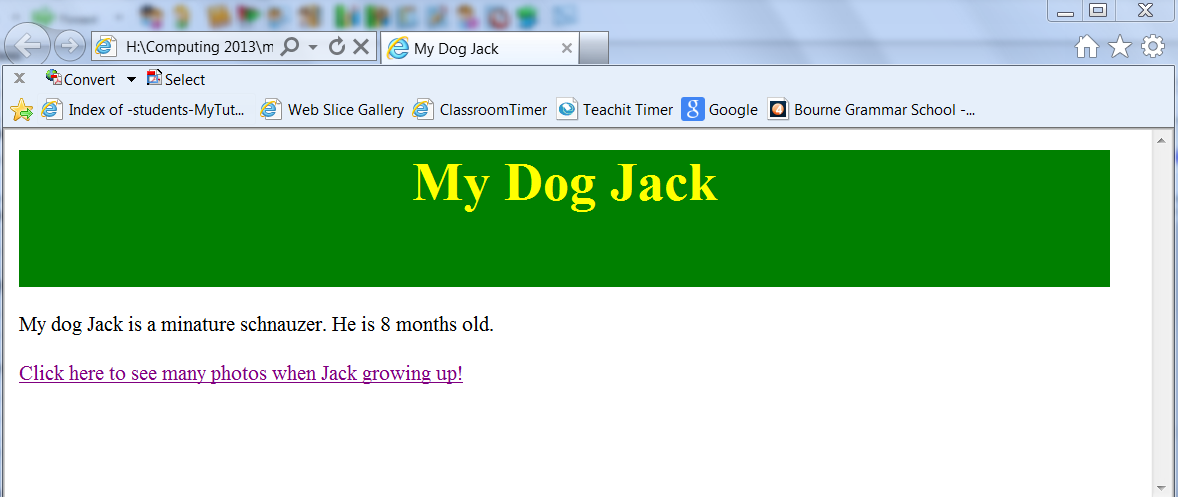 H:\Computing 2013\m
My Dog Jack
Convert Select
Index of -students-MyTut... Web Slice Gallery ClassroomTimer Teachit Timer Google Bourne Grammar School -...
My Dog Jack
My dog Jack is a minature schnauzer. He is 8 months old.
Click here to see many photos when Jack growing up!